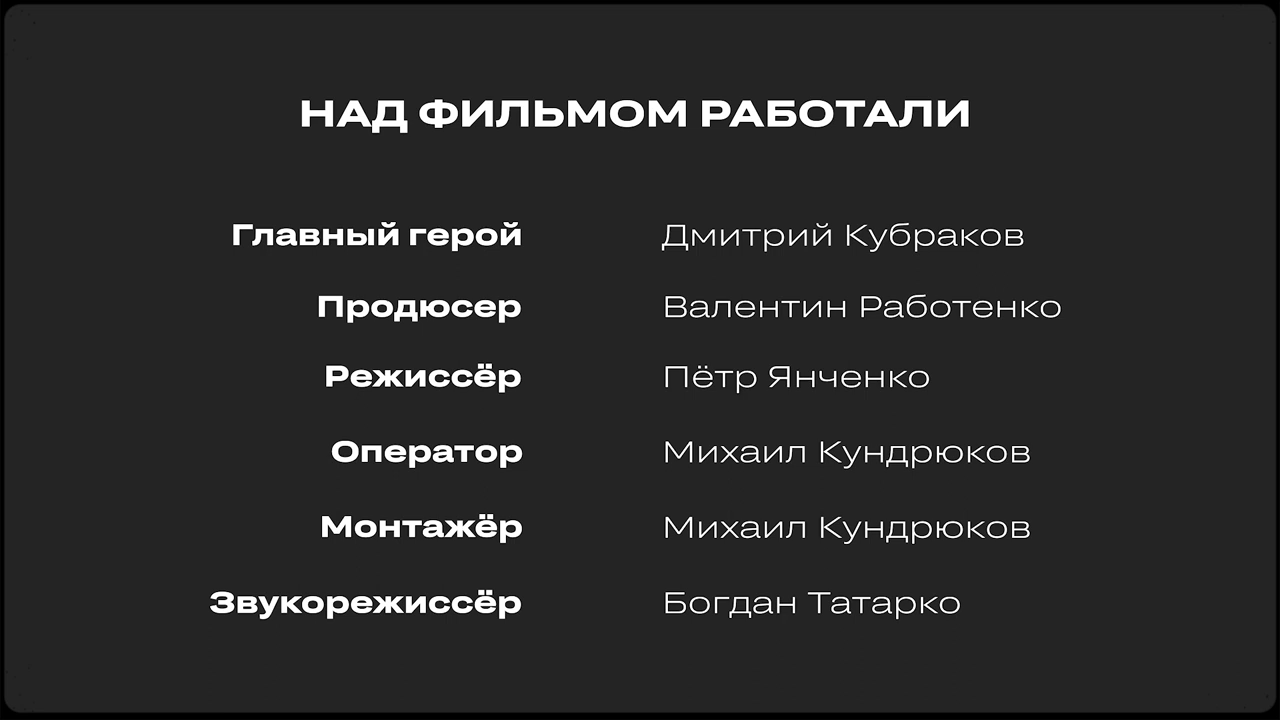 НАД ФИЛЬМОМ РАБОТАЛИ
Главный герой Дмитрий Кубраков
Продюсер Валентин Работенко
Режиссёр Пётр Янченко
Оператор Михаил Кундрюков
Монтажёр Михаил Кундрюков
Звукорежиссёр Богдан Татарко